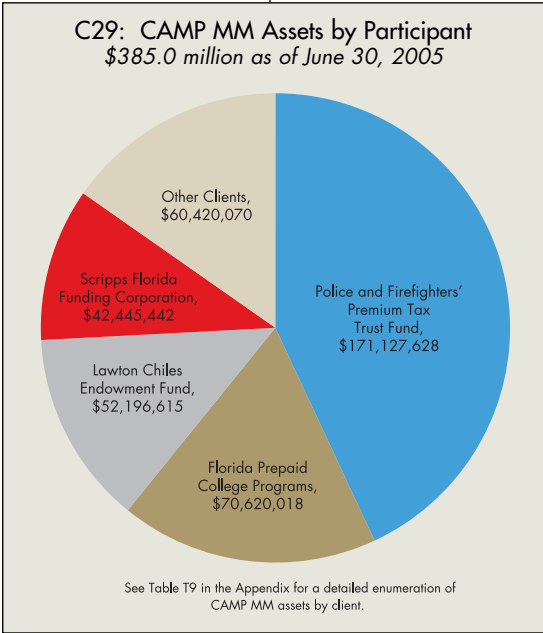 C29: CAMP MM Assets by Participant
$385.0 million as of June 30, 2005
Other Clients,
$60,420,070
Scripps Florida
Funding Corporation,
$42,445,442
Police and Firefighters'
Premium Tax
Trust Fund,
$171,127,628
Lawton Chiles
Endowment Fund,
$52,196,615
Florida Prepaid
College Programs,
$70,620,018
See Table T9 in the Appendix for a detailed enumeration of
CAMP MM assets by client.